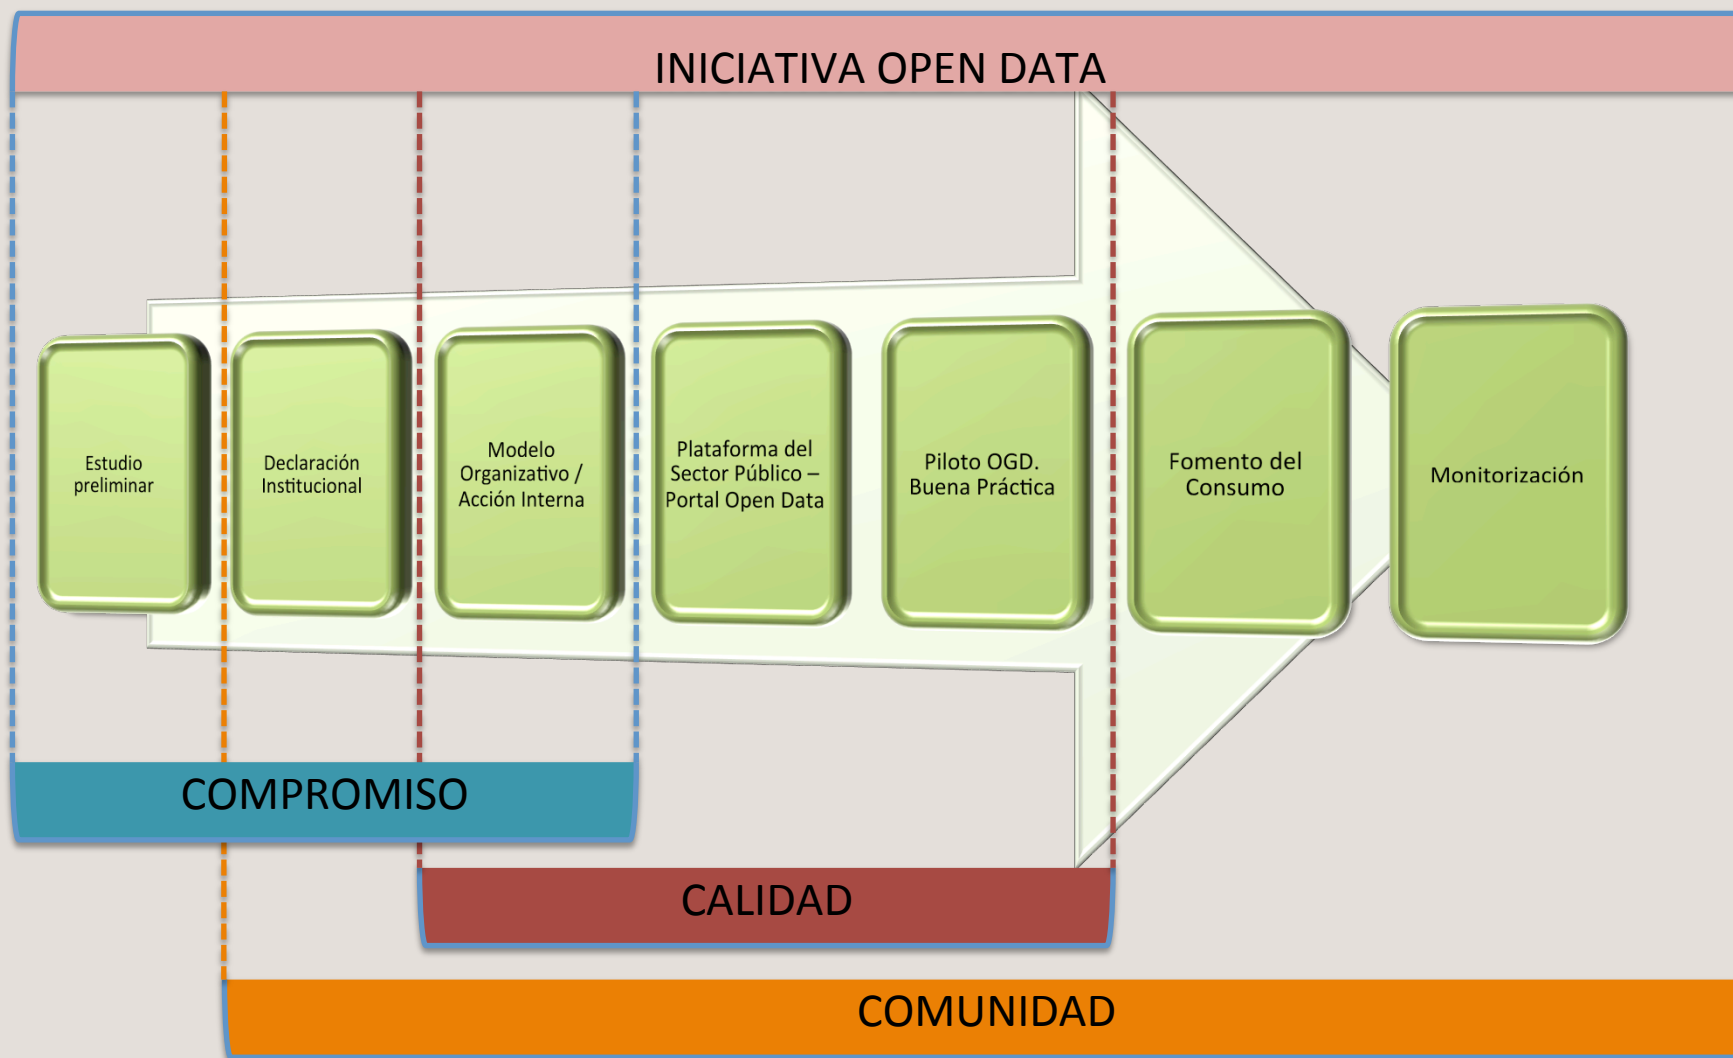 INICIATIVA OPEN DATA
Estudio
preliminar
Declaración
Institucional
Modelo
Organizativo /
Acción Interna
Plataforma del
Sector Público –
Portal Open Data
Piloto OGD.
Buena Práctica
Fomento del
Consumo
Monitorización
COMPROMISO
CALIDAD
COMUNIDAD